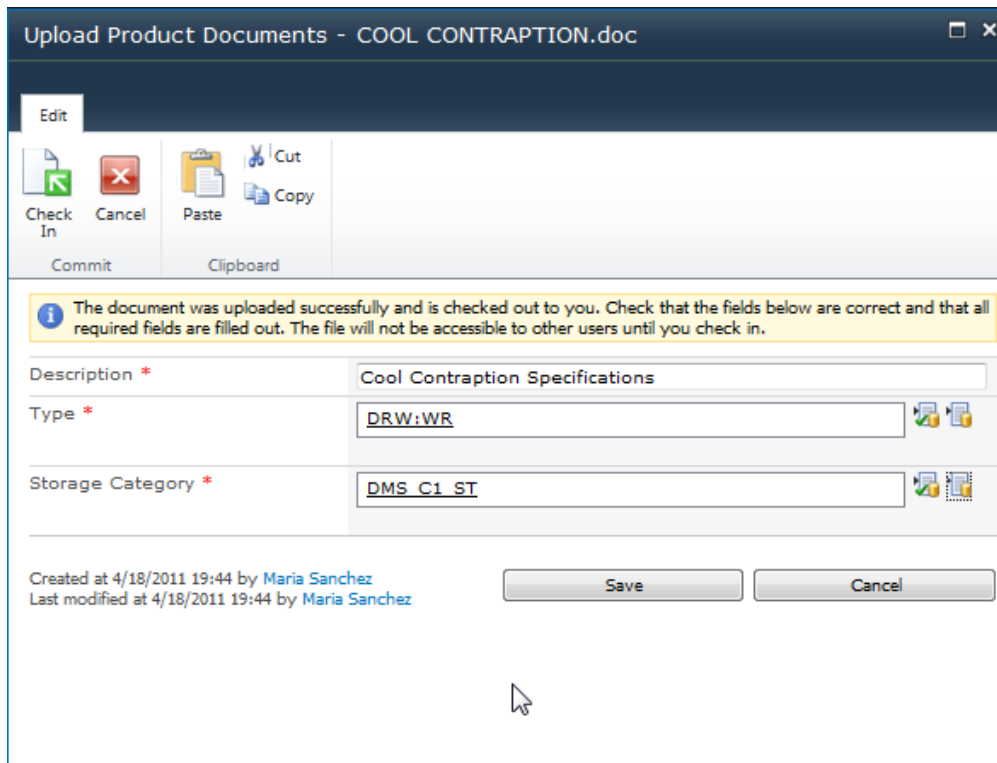 Upload Product Documents - COOL CONTRAPTION.doc
Edit
Check In
Cancel
Paste
Cut
Copy
Commit
Clipboard
The document was uploaded successfully and is checked out to you. Check that the fields below are correct and that all
required fields are filled out. The file will not be accessible to other users until you check in.
Description *
Cool Contraption Specifications
Type *
DRW:WR
Storage Category *
DMS_C1_ST
Created at 4/18/2011 19:44 by Maria Sanchez
Last modified at 4/18/2011 19:44 by Maria Sanchez
Save
Cancel